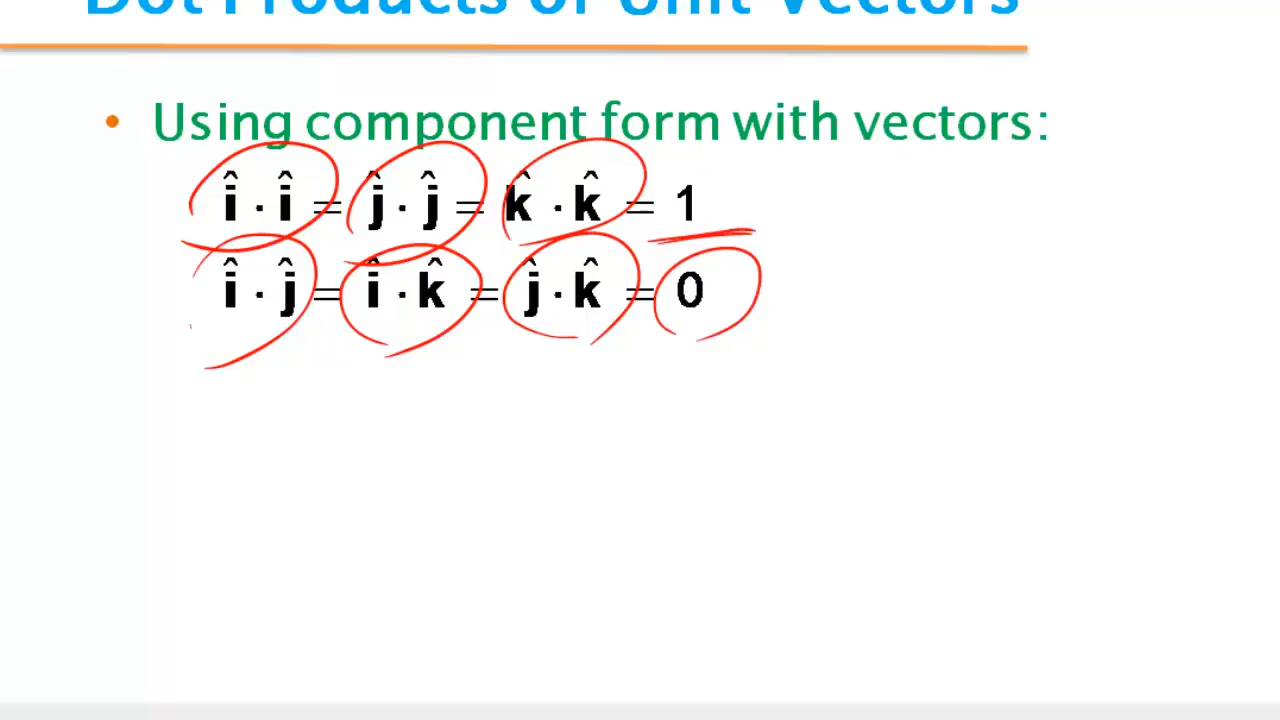 Dot Products of Unit Vectors
• Using component form with vectors:
î · î = ĵ · ĵ = k̂ · k̂ = 1
î · ĵ = î · k̂ = ĵ · k̂ = 0